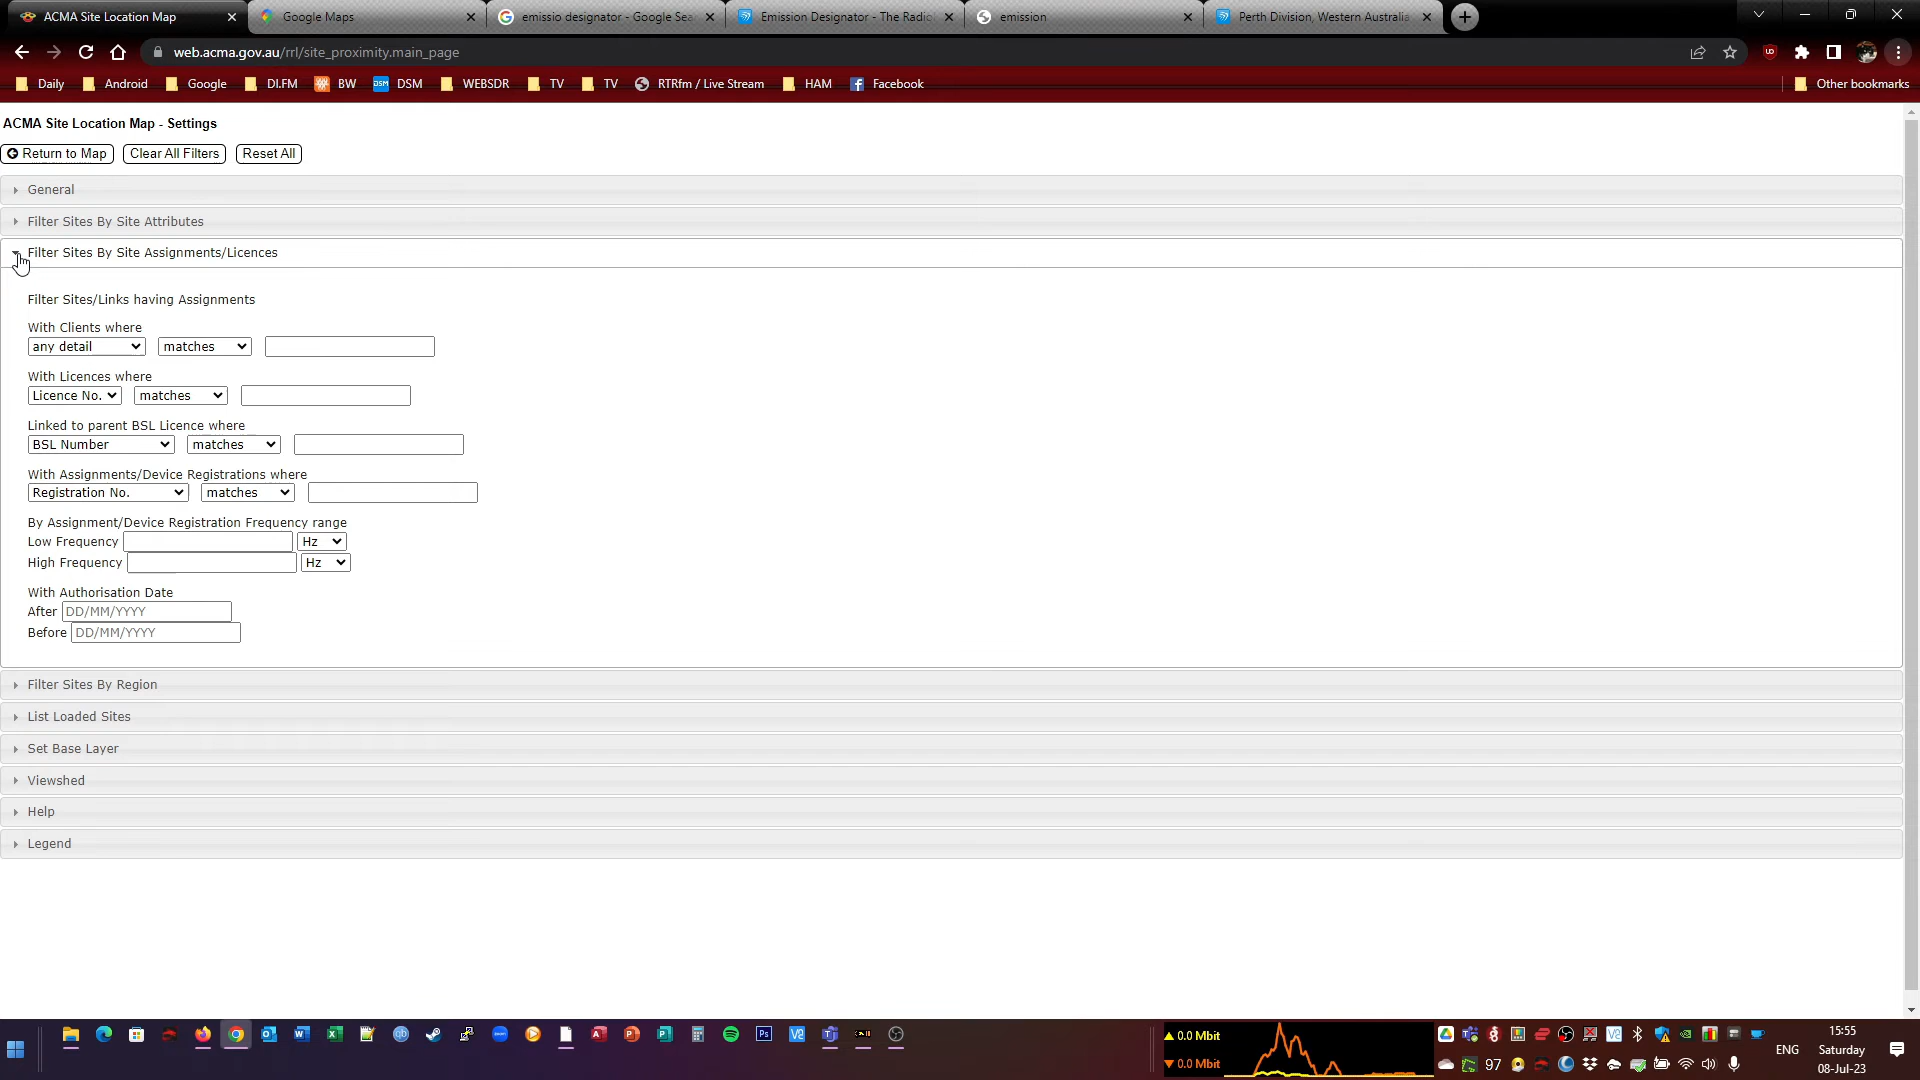 ACMA Site Location Map
Google Maps
emissio designator - Google Sea
Emission Designator - The Radio
emission
Perth Division, Western Australia
web.acma.gov.au/rrl/site_proximity.main_page
Daily
Android
Google
DI.FM
BW
DSM
WEBSDR
TV
TV
RTRfm / Live Stream
HAM
Facebook
Other bookmarks
ACMA Site Location Map - Settings
Return to Map
Clear All Filters
Reset All
General
Filter Sites By Site Attributes
Filter Sites By Site Assignments/Licences
Filter Sites/Links having Assignments
With Clients where
any detail matches
With Licences where
Licence No. matches
Linked to parent BSL Licence where
BSL Number matches
With Assignments/Device Registrations where
Registration No. matches
By Assignment/Device Registration Frequency range
Low Frequency Hz
High Frequency Hz
With Authorisation Date
After DD/MM/YYYY
Before DD/MM/YYYY
Filter Sites By Region
List Loaded Sites
Set Base Layer
Viewshed
Help
Legend
0.0 Mbit
0.0 Mbit
97
ENG
15:55
Saturday
08-Jul-23